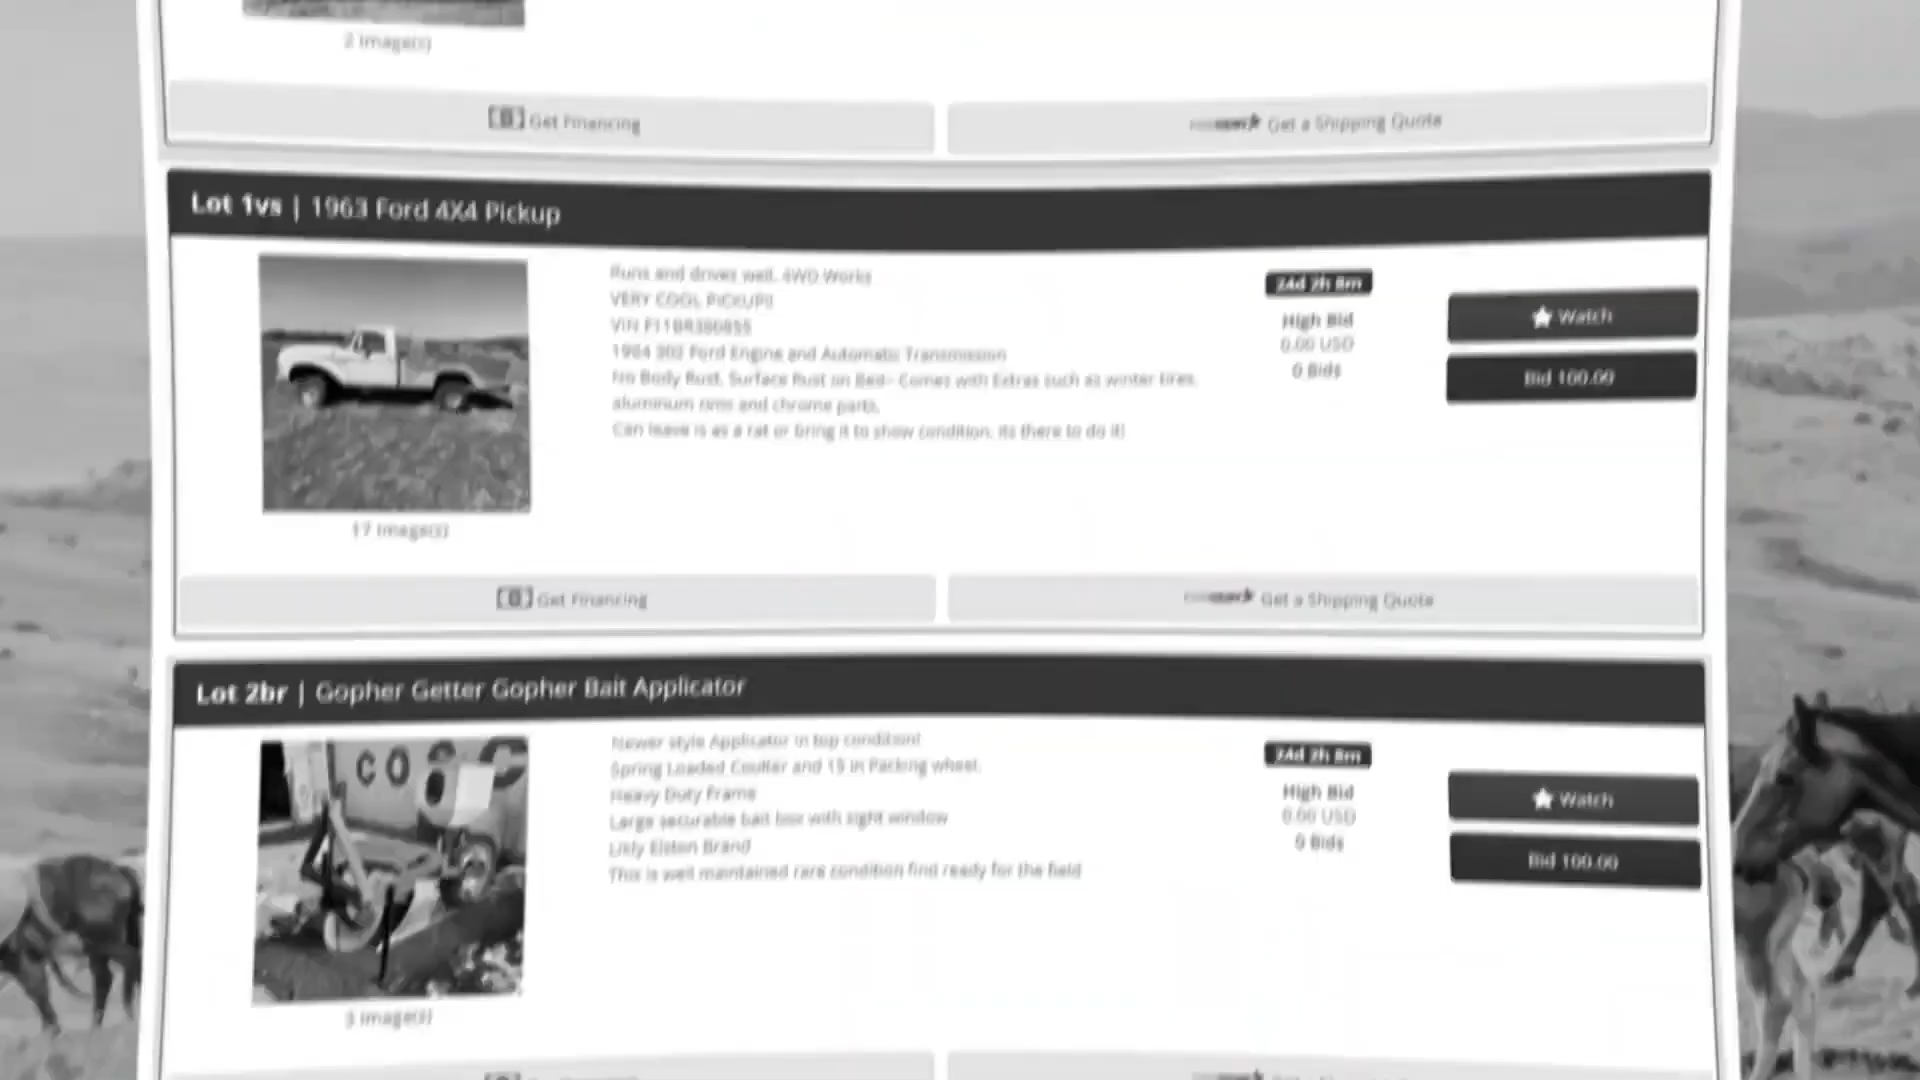 2 Image(s)
Get Financing
Get a Shipping Quote
Lot 1vs | 1963 Ford 4X4 Pickup
Runs and drives well. 4WD Works
VERY COOL PICKUP!!
VIN
24d 2h 8m
High Bid
0.00 USD
0 Bids
Watch
Bid 100.00
Ford Engine and Automatic Transmission
No Body Rust, Surface Rust on Bed- Comes with Extras such as winter tires,
aluminum rims and chrome parts.
Can leave is as a rat or bring it to show condition, its there to do it!
17 Image(s)
Get Financing
Get a Shipping Quote
Lot 2br | Gopher Getter Gopher Bait Applicator
Newer style Applicator in top condition!
Spring Loaded Coulter and 15 in Packing wheel.
Heavy Duty Frame
Large securable bait box with sight window
Elston Brand
This is well maintained rare condition find ready for the field
24d 2h 8m
High Bid
0.00 USD
0 Bids
Watch
Bid 100.00
CO
3 Image(s)